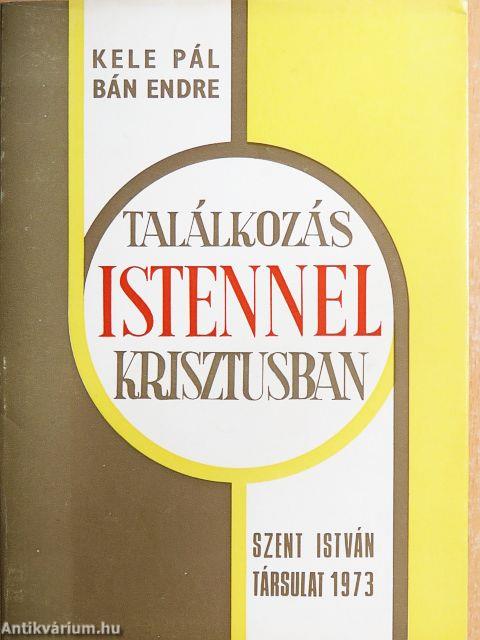 KELE PÁL
BÁN ENDRE
TALÁLKOZÁS
ISTENNEL
KRISZTUSBAN
SZENT ISTVÁN
TÁRSULAT 1973
Antikvárium.hu